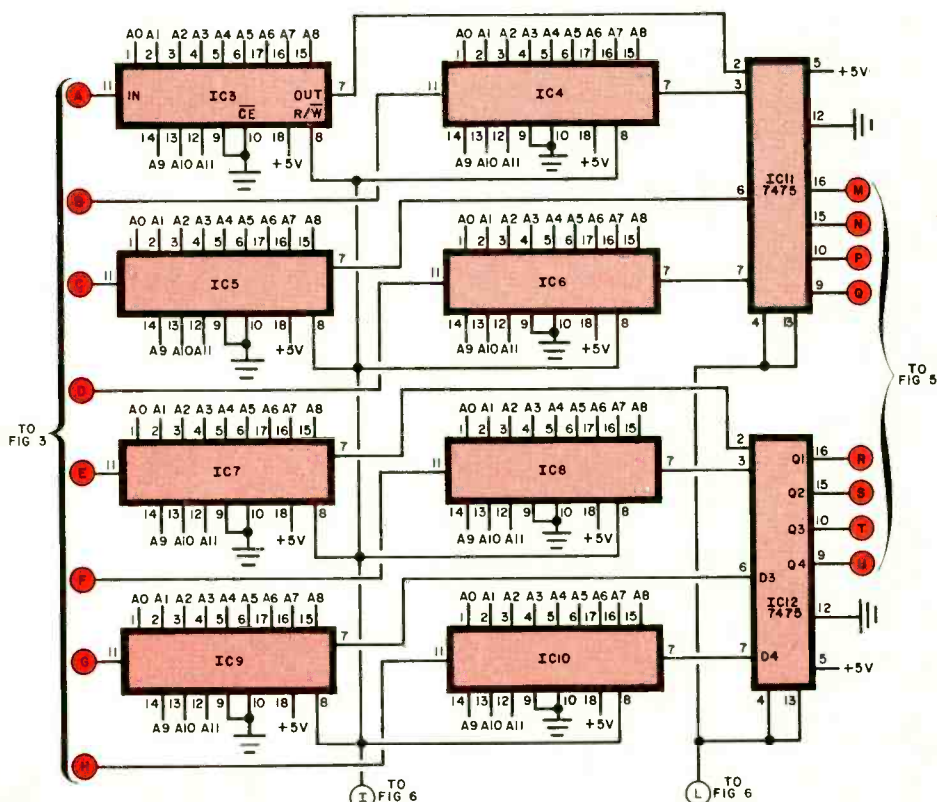 A0 A1 A2 A3 A4 A5 A6 A7 A8
1 2 3 4 5 6 17 16 15
A 11 IN IC3 OUT 7
CE R/W
14 13 12 9 10 18 8
A9 A10 A11 +5V
A0 A1 A2 A3 A4 A5 A6 A7 A8
1 2 3 4 5 6 17 16 15
11 IC4 7
14 13 12 9 10 18 8
A9 A10 A11 +5V
B
A0 A1 A2 A3 A4 A5 A6 A7 A8
1 2 3 4 5 6 17 16 15
C 11 IC5 7
14 13 12 9 10 18 8
A9 A10 A11 +5V
A0 A1 A2 A3 A4 A5 A6 A7 A8
1 2 3 4 5 6 17 16 15
11 IC6 7
14 13 12 9 10 18 8
A9 A10 A11 +5V
D
TO
FIG 3
A0 A1 A2 A3 A4 A5 A6 A7 A8
1 2 3 4 5 6 17 16 15
E 11 IC7 7
14 13 12 9 10 18 8
A9 A10 A11 +5V
A0 A1 A2 A3 A4 A5 A6 A7 A8
1 2 3 4 5 6 17 16 15
11 IC8 7
14 13 12 9 10 18 8
A9 A10 A11 +5V
F
A0 A1 A2 A3 A4 A5 A6 A7 A8
1 2 3 4 5 6 17 16 15
G 11 IC9 7
14 13 12 9 10 18 8
A9 A10 A11 +5V
A0 A1 A2 A3 A4 A5 A6 A7 A8
1 2 3 4 5 6 17 16 15
11 IC10 7
14 13 12 9 10 18 8
A9 A10 A11 +5V
H
I TO
FIG 6
2 5 +5V
3
12
IC11
7475
6 16 M
15 N
10 P
7 9 Q
4 13
TO
FIG 5
2
3 Q1 16 R
Q2 15 S
Q3 10 T
Q4 9 U
6 D3
IC12
7475
12
7 D4 5 +5V
4 13
L TO
FIG 6